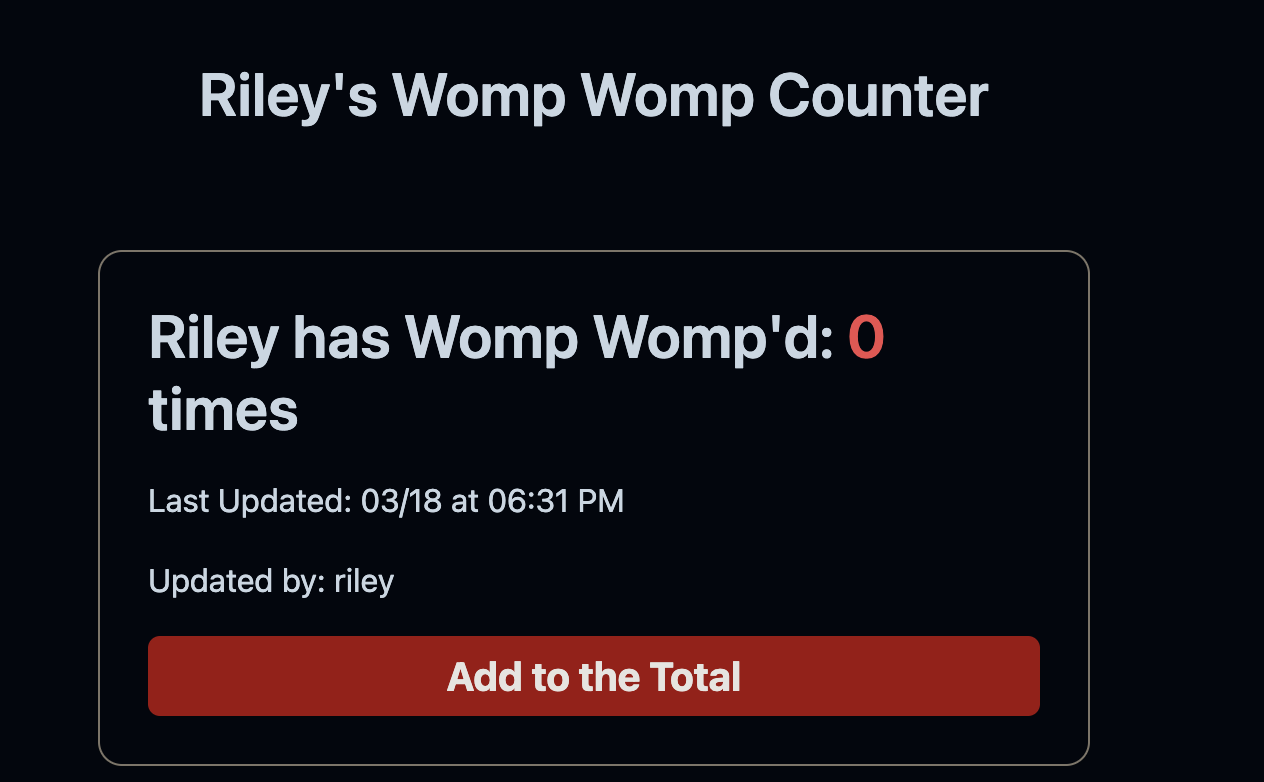 Riley's Womp Womp Counter
Riley has Womp Womp'd: 0
times
Last Updated: 03/18 at 06:31 PM
Updated by: riley
Add to the Total